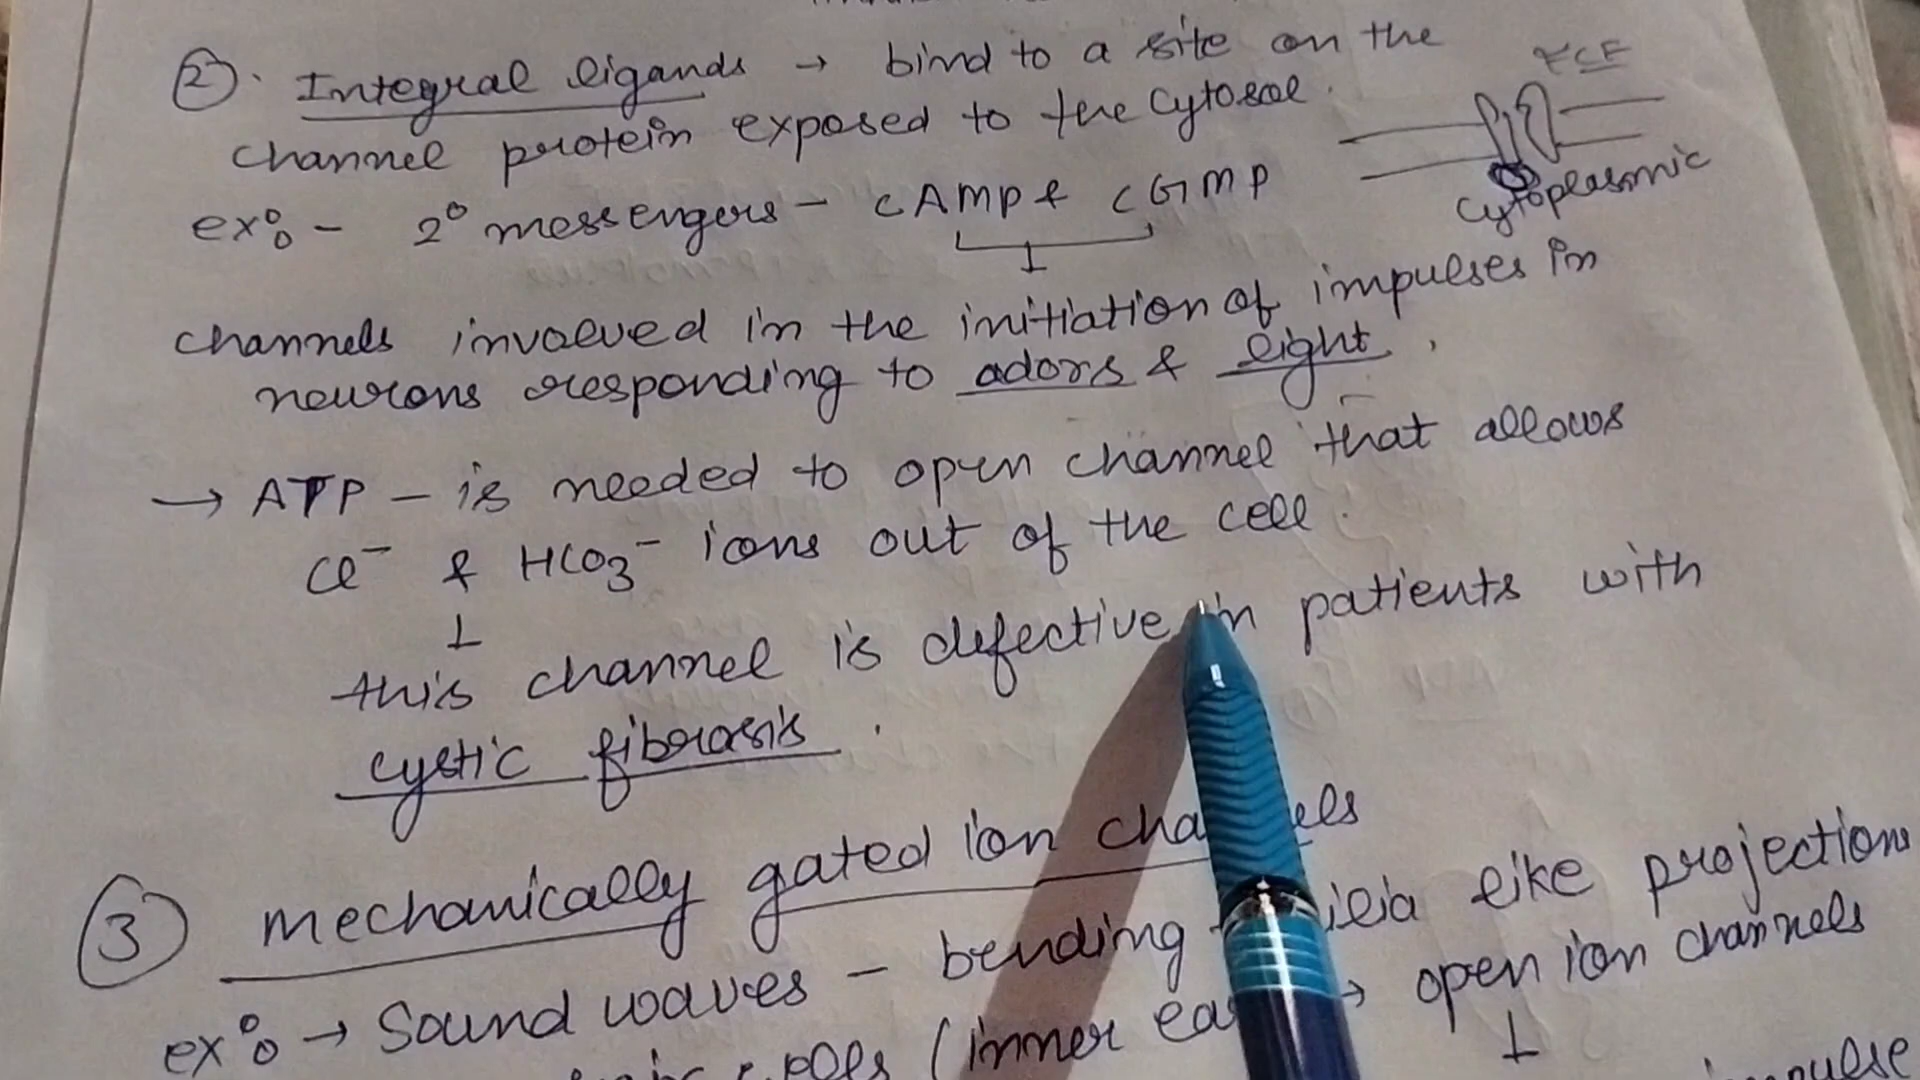 ② Integral ligands → bind to a site on the
channel protein exposed to the cytosol.
ECF
Cytoplasmic
ex:- 2° messengers - cAMP & cGMP
channels involved in the initiation of impulses in
neurons responding to adors & light.
→ ATP - is needed to open channel that allows
Cl⁻ & HCO3⁻ ions out of the cell.
this channel is defective in patients with
cystic fibrosis.
③ mechanically gated ion channels
ex: → Sound waves - bending like projections
(inner ear → open ion channels